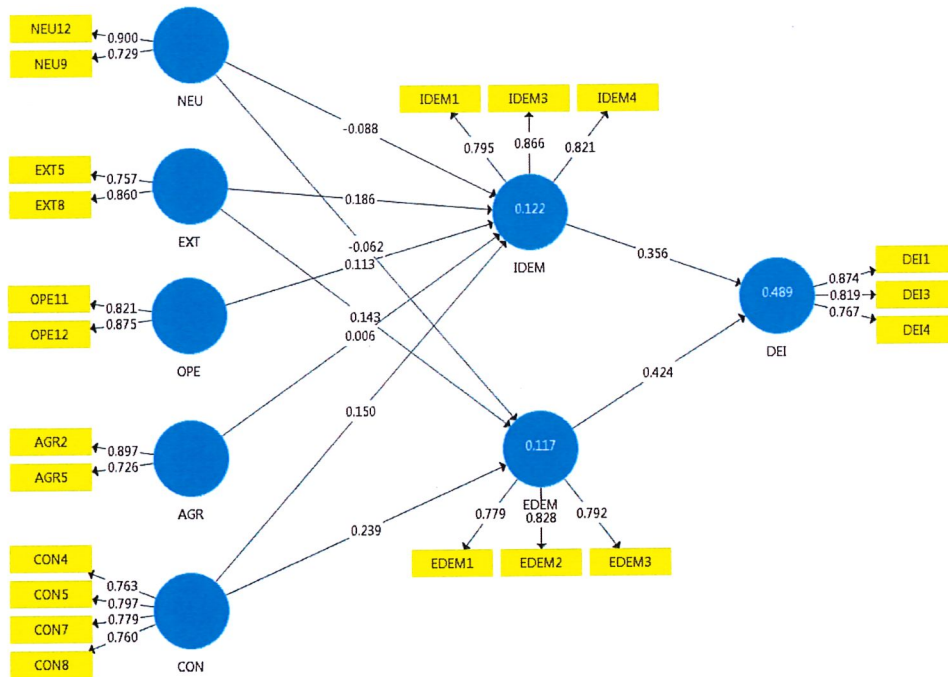 NEU12
0.900
NEU9
0.729
NEU
EXT5
0.757
EXT8
0.860
EXT
OPE11
0.821
OPE12
0.875
OPE
AGR2
0.897
AGR5
0.726
AGR
CON4
0.763
CON5
0.797
CON7
0.779
CON8
0.760
CON
-0.088
0.186
-0.062
0.113
0.143
0.006
0.150
0.239
IDEM1
IDEM3
IDEM4
0.795
0.866
0.821
0.122
IDEM
0.117
EDEM
0.779
0.828
0.792
EDEM1
EDEM2
EDEM3
0.356
0.424
0.489
DEI
0.874
DEI1
0.819
DEI3
0.767
DEI4